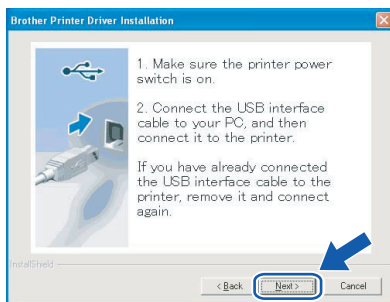 Brother Printer Driver Installation
1. Make sure the printer power
switch is on.
2. Connect the USB interface
cable to your PC, and then
connect it to the printer.
If you have already connected
the USB interface cable to the
printer, remove it and connect
again.
InstallShield
< Back
Next >
Cancel